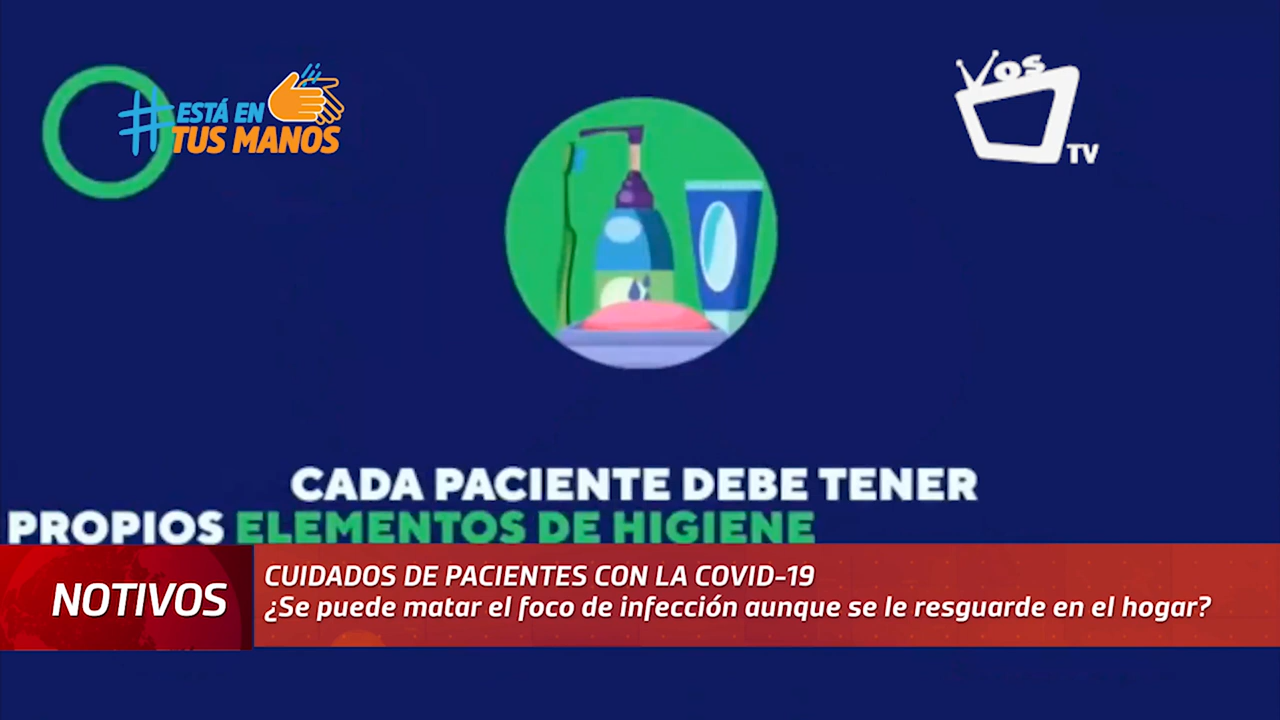 #ESTÁ EN
TUS MANOS
VOS
TV
CADA PACIENTE DEBE TENER
PROPIOS ELEMENTOS DE HIGIENE
NOTIVOS
CUIDADOS DE PACIENTES CON LA COVID-19
¿Se puede matar el foco de infección aunque se le resguarde en el hogar?